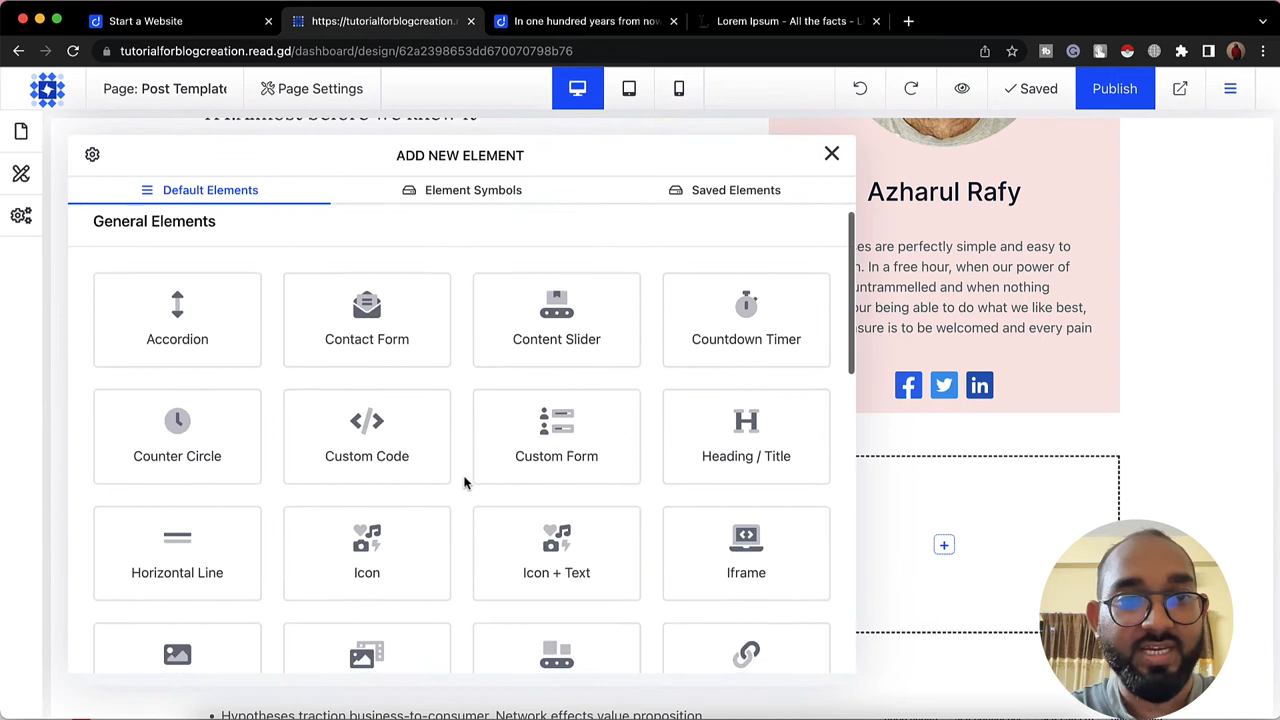 Start a Website
https://tutorialforblogcreation.
In one hundred years from now
Lorem Ipsum - All the facts - L
tutorialforblogcreation.read.gd/dashboard/design/62a2398653dd670070798b76
Page: Post Template
Page Settings
Saved
Publish
ADD NEW ELEMENT
Default Elements
Element Symbols
Saved Elements
General Elements
Accordion
Contact Form
Content Slider
Countdown Timer
Counter Circle
Custom Code
Custom Form
Heading / Title
Horizontal Line
Icon
Icon + Text
Iframe
Azharul Rafy
es are perfectly simple and easy to
n. In a free hour, when our power of
untrammelled and when nothing
our being able to do what we like best,
sure is to be welcomed and every pain
Hypotheses traction business-to-consumer. Network effects value proposition